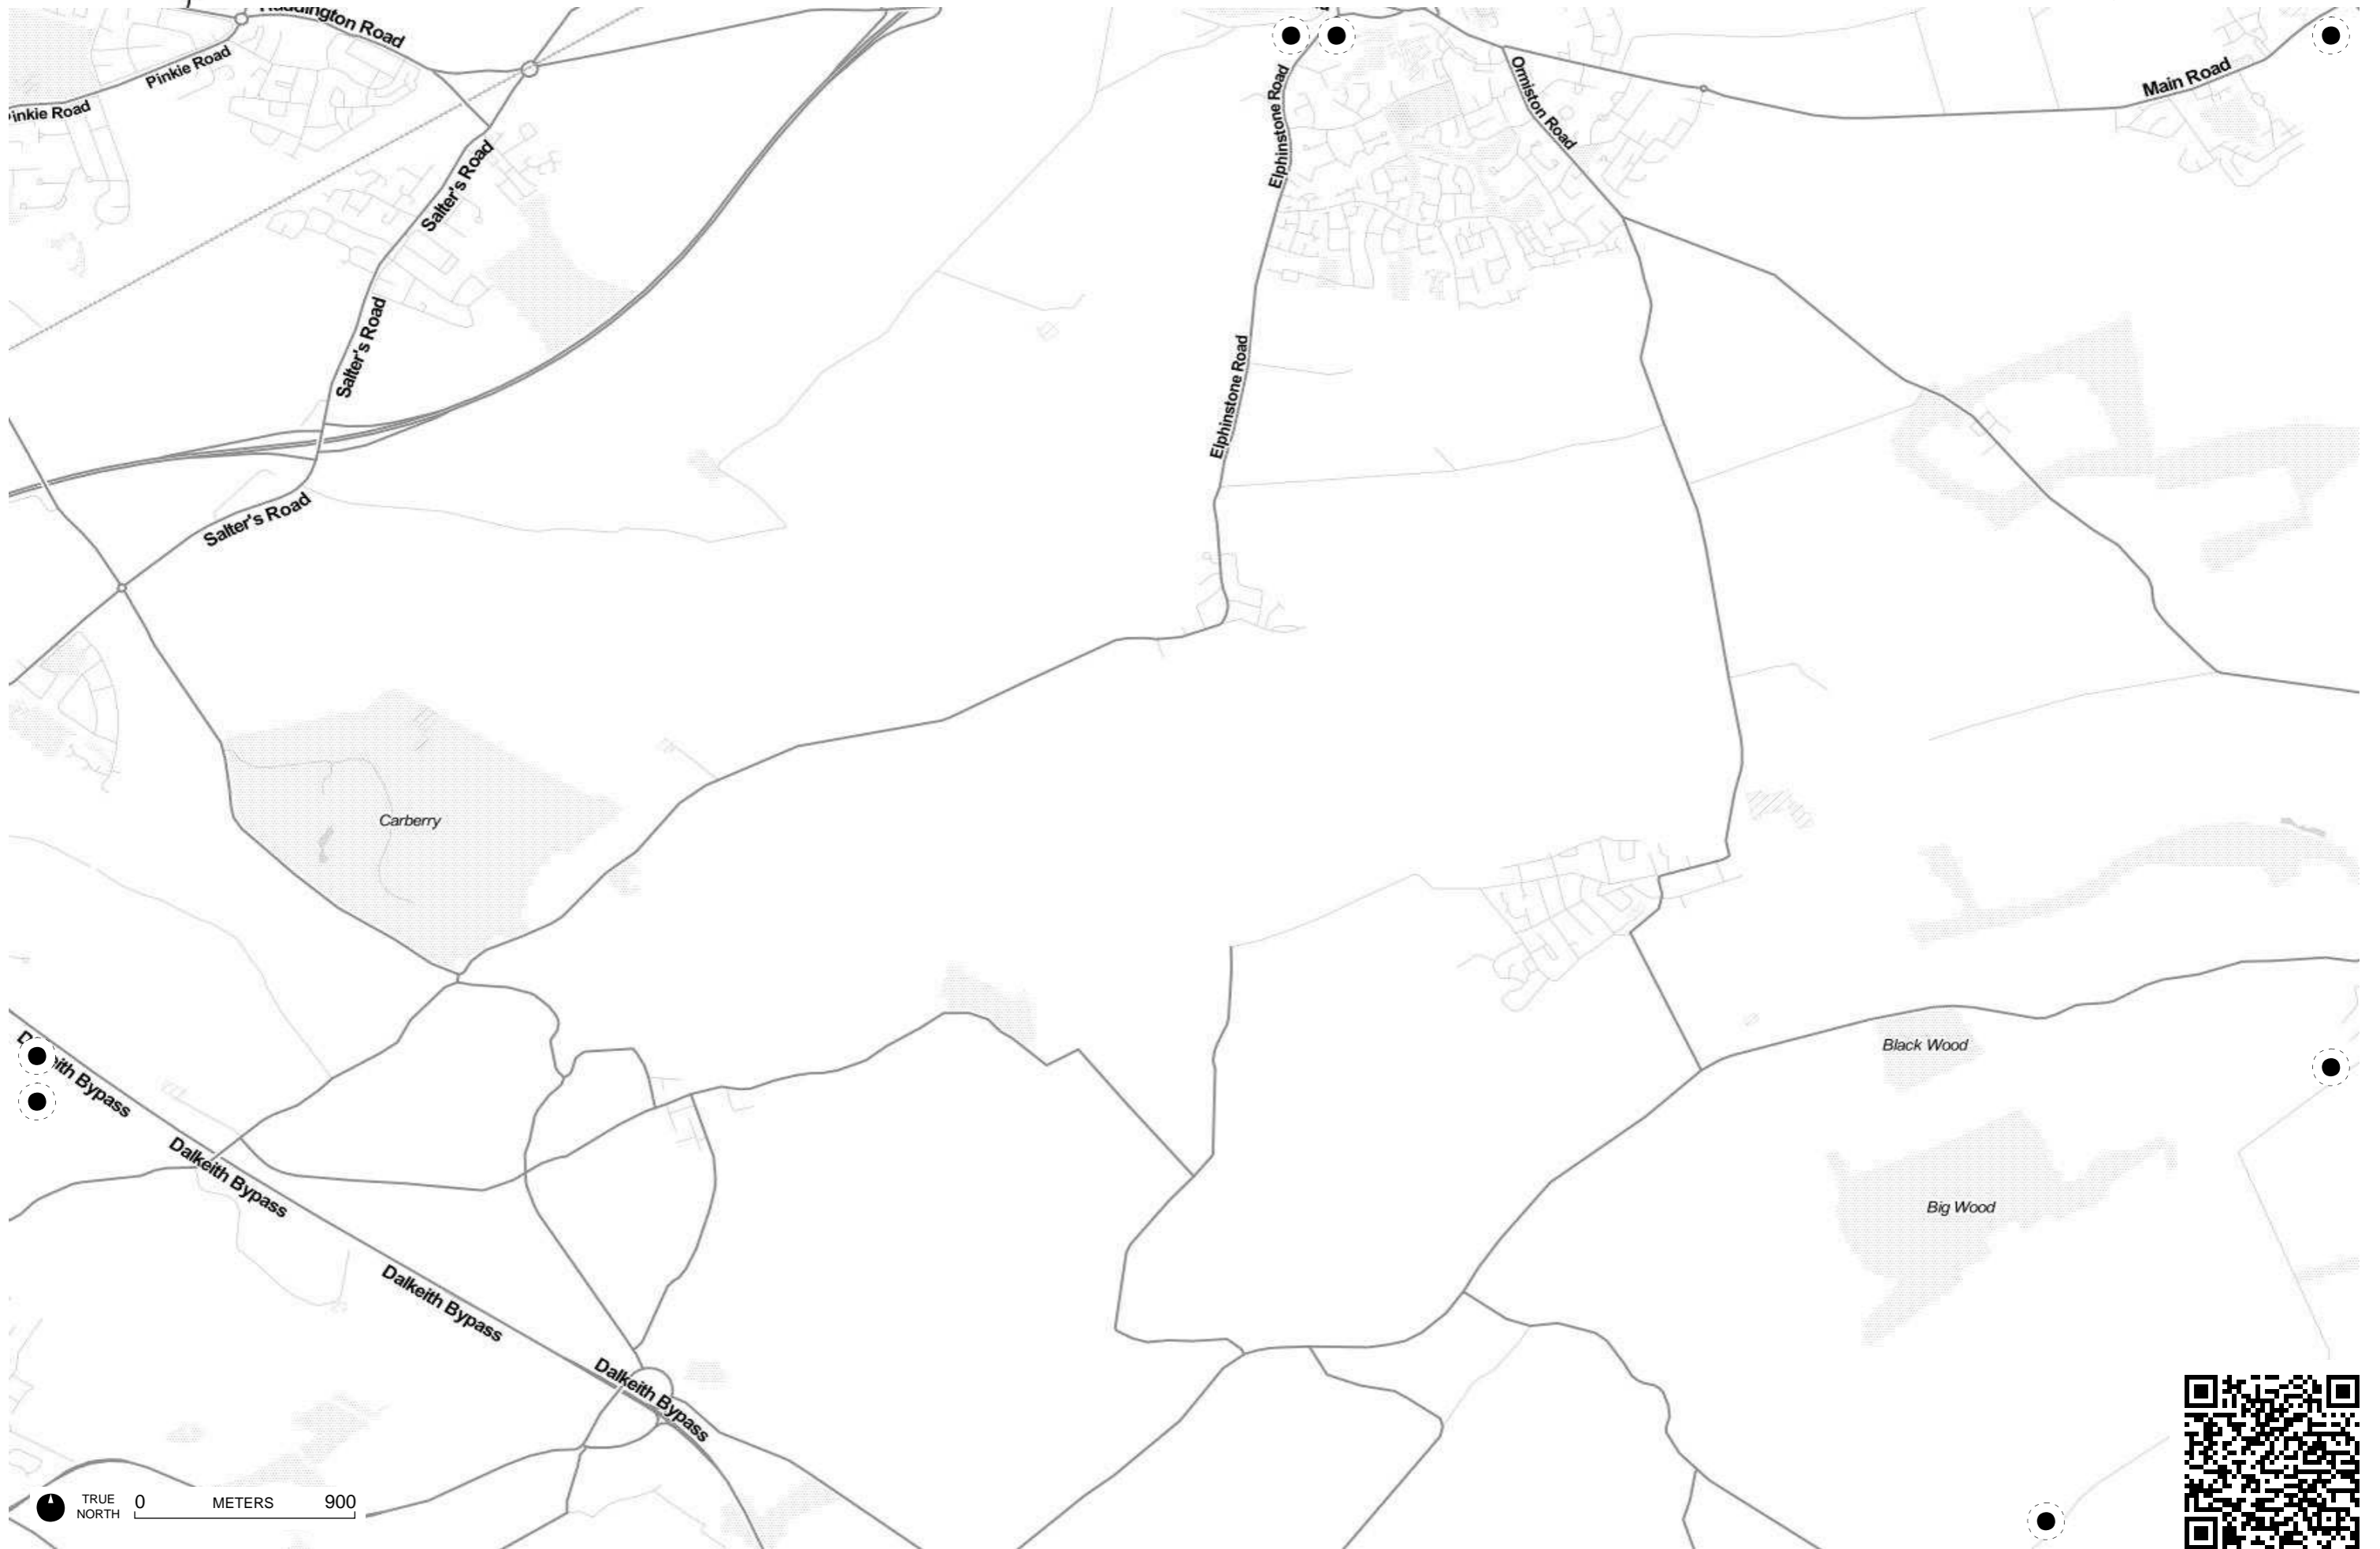 Haddington Road
Pinkie Road
Pinkie Road
Main Road
Ormiston Road
Elphinstone Road
Salter's Road
Salter's Road
Elphinstone Road
Salter's Road
Carberry
Black Wood
Dalkeith Bypass
Dalkeith Bypass
Big Wood
Dalkeith Bypass
Dalkeith Bypass
TRUE
NORTH
0 METERS 900